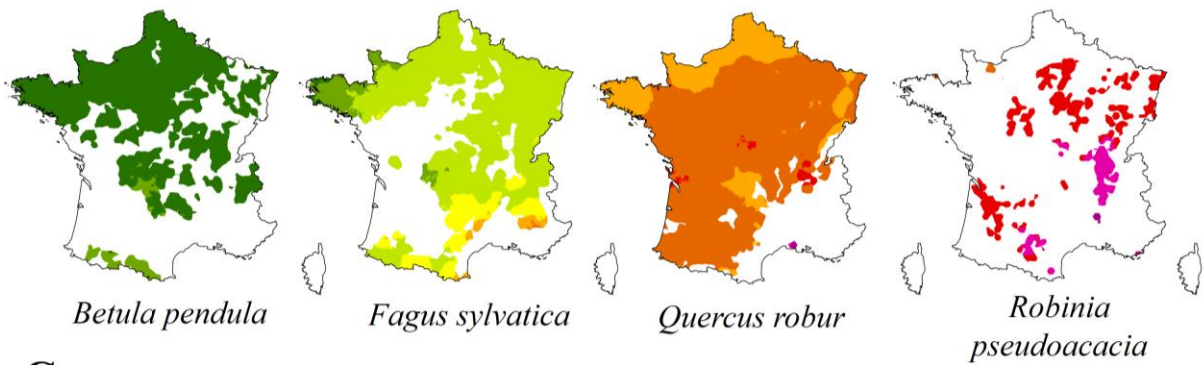 Betula pendula
Fagus sylvatica
Quercus robur
Robinia
pseudoacacia